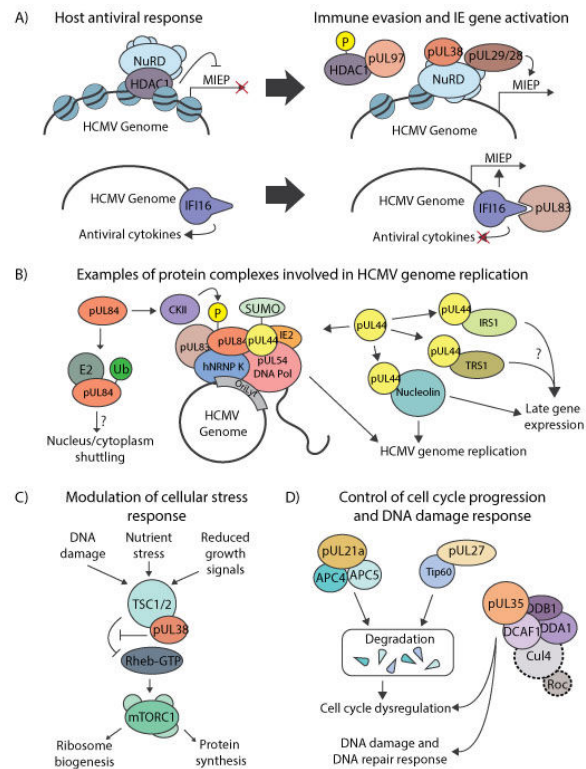 A)
Host antiviral response
Immune evasion and IE gene activation
NuRD
HDAC1
MIEP
HCMV Genome
P
HDAC1
pUL97
pUL38
pUL29/28
NuRD
MIEP
HCMV Genome
HCMV Genome
IFI16
Antiviral cytokines
MIEP
HCMV Genome
IFI16
pUL83
Antiviral cytokines
B)
Examples of protein complexes involved in HCMV genome replication
pUL84
CKII
P
SUMO
pUL83
pUL84
pUL44
IE2
hNRNP K
pUL54
DNA Pol
OriLyt
HCMV
Genome
E2
Ub
pUL84
?
Nucleus/cytoplasm
shuttling
pUL44
pUL44
IRS1
pUL44
TRS1
?
pUL44
Nucleolin
Late gene
expression
HCMV genome replication
C)
Modulation of cellular stress
response
DNA
damage
Nutrient
stress
Reduced
growth
signals
TSC1/2
pUL38
Rheb-GTP
mTORC1
Ribosome
biogenesis
Protein
synthesis
D)
Control of cell cycle progression
and DNA damage response
pUL21a
APC4
APC5
pUL27
Tip60
pUL35
DDB1
DCAF1
DDA1
Cul4
Roc
Degradation
Cell cycle dysregulation
DNA damage and
DNA repair response